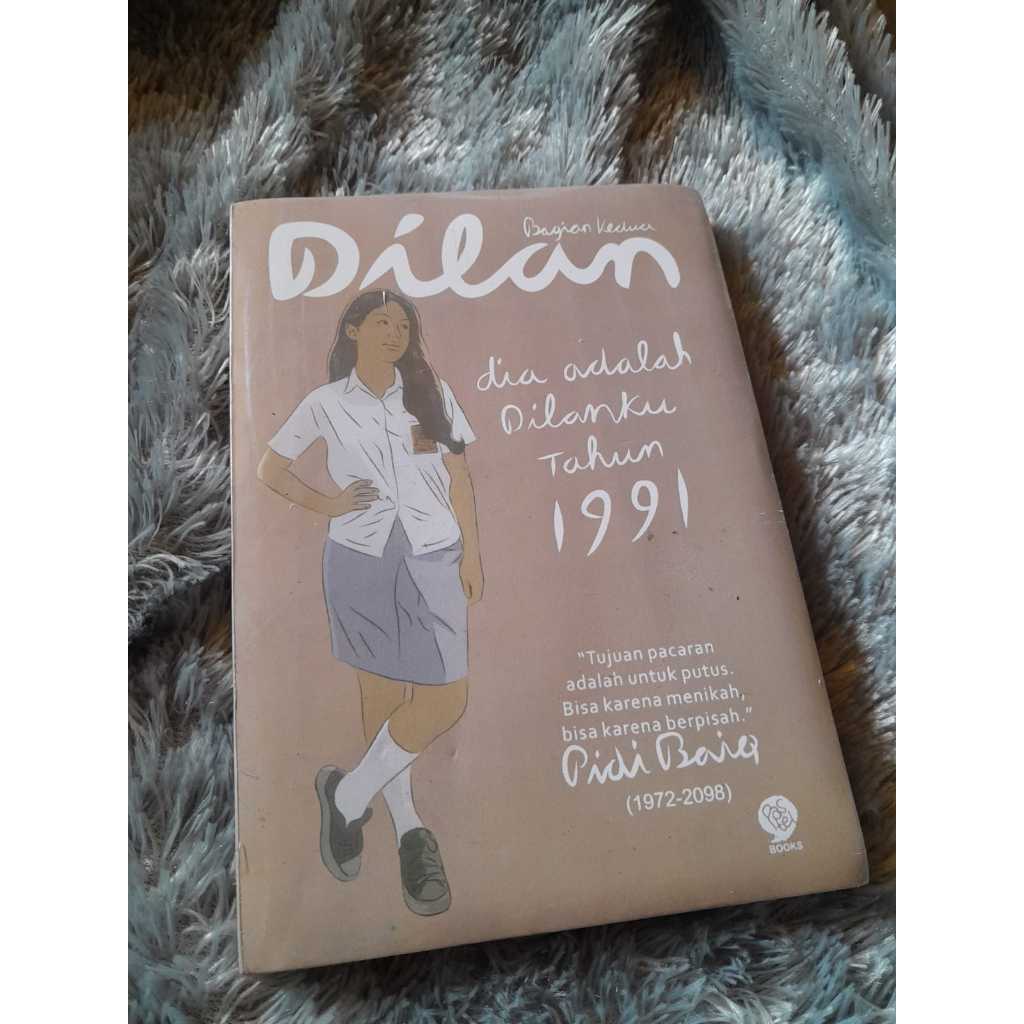 Dilan
Bagian Kedua
dia adalah
Dilanku
Tahun
1991
"Tujuan pacaran
adalah untuk putus.
Bisa karena menikah,
bisa karena berpisah."
Pidi Baiq
(1972-2098)
Pastel
BOOKS